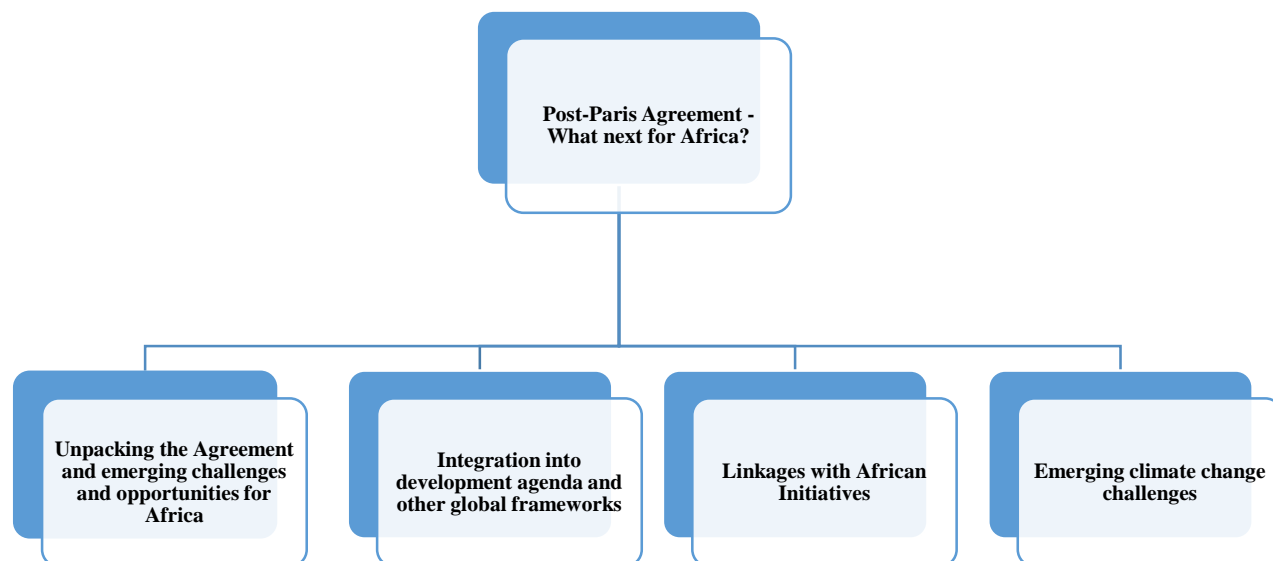 Post-Paris Agreement -
What next for Africa?
Unpacking the Agreement
and emerging challenges
and opportunities for
Africa
Integration into
development agenda and
other global frameworks
Linkages with African
Initiatives
Emerging climate change
challenges